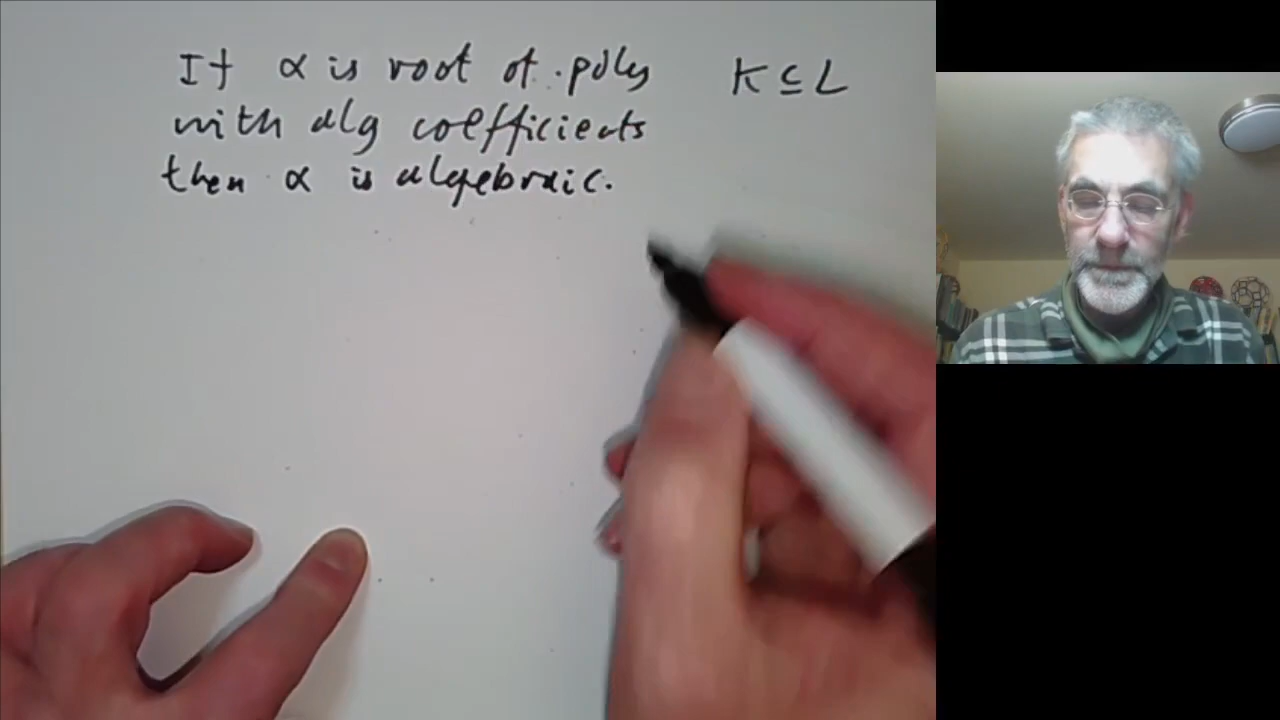 If α is root of poly K ⊆ L
with alg coefficients
then α is algebraic.